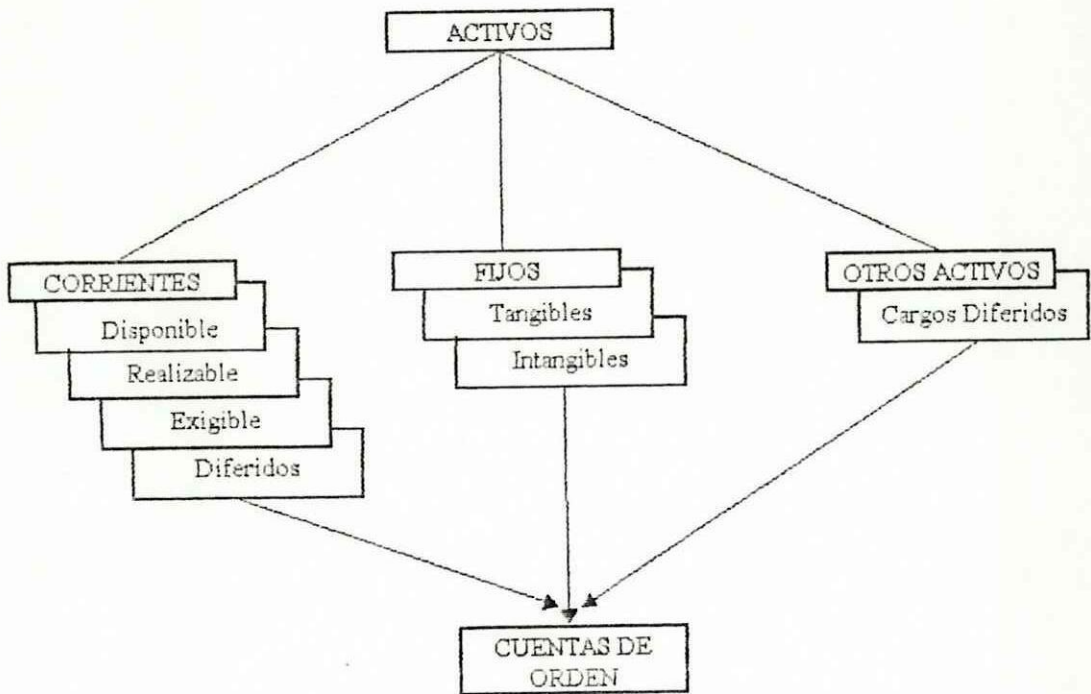 ACTIVOS
CORRIENTES
Disponible
Realizable
Exigible
Diferidos
FIJOS
Tangibles
Intangibles
OTROS ACTIVOS
Cargos Diferidos
CUENTAS DE
ORDEN